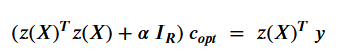 (z(X)ᵀ z(X) + α I_R) c_opt = z(X)ᵀ y